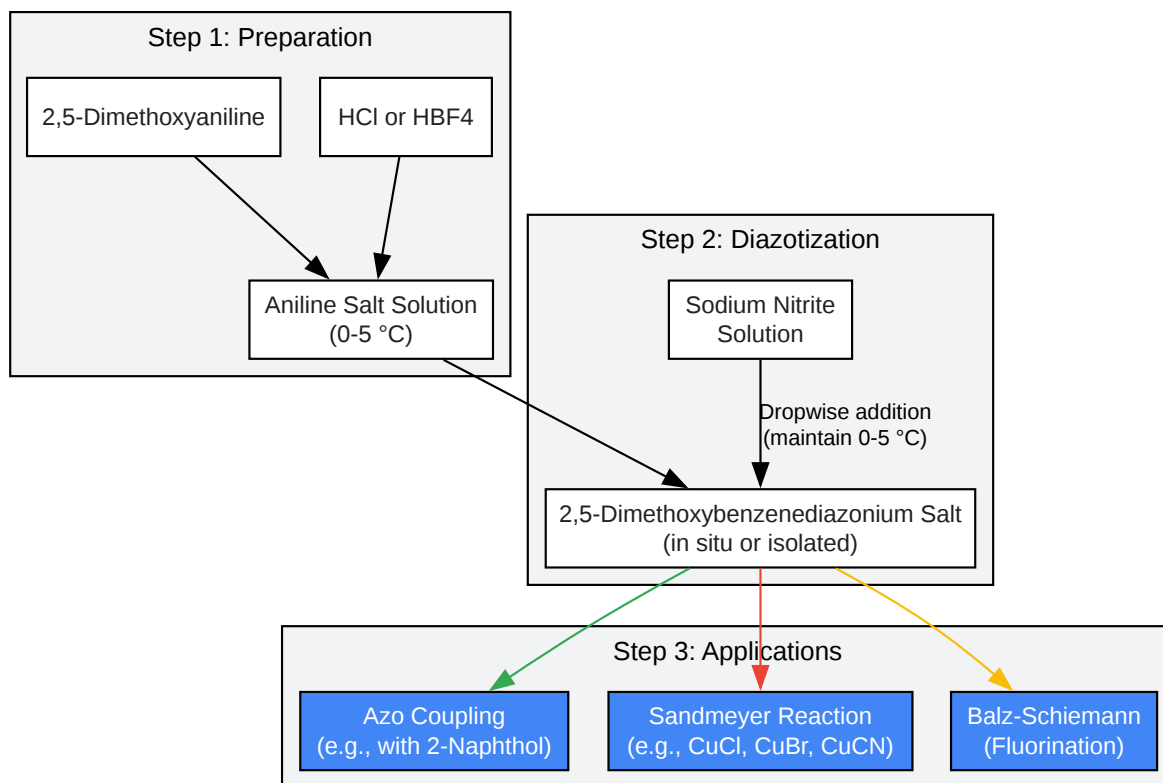 Step 1: Preparation
2,5-Dimethoxyaniline
HCl or HBF4
Aniline Salt Solution
(0-5 °C)
Step 2: Diazotization
Sodium Nitrite
Solution
Dropwise addition
(maintain 0-5 °C)
2,5-Dimethoxybenzenediazonium Salt
(in situ or isolated)
Step 3: Applications
Azo Coupling
(e.g., with 2-Naphthol)
Sandmeyer Reaction
(e.g., CuCl, CuBr, CuCN)
Balz-Schiemann
(Fluorination)